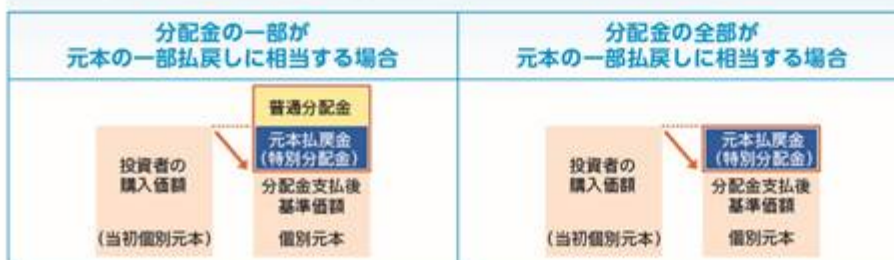 分配金の一部が
元本の一部払戻しに相当する場合
普通分配金
元本払戻金
(特別分配金)
投資者の
購入価額
(当初個別元本)
分配金支払後
基準価額
個別元本
分配金の全部が
元本の一部払戻しに相当する場合
元本払戻金
(特別分配金)
投資者の
購入価額
(当初個別元本)
分配金支払後
基準価額
個別元本